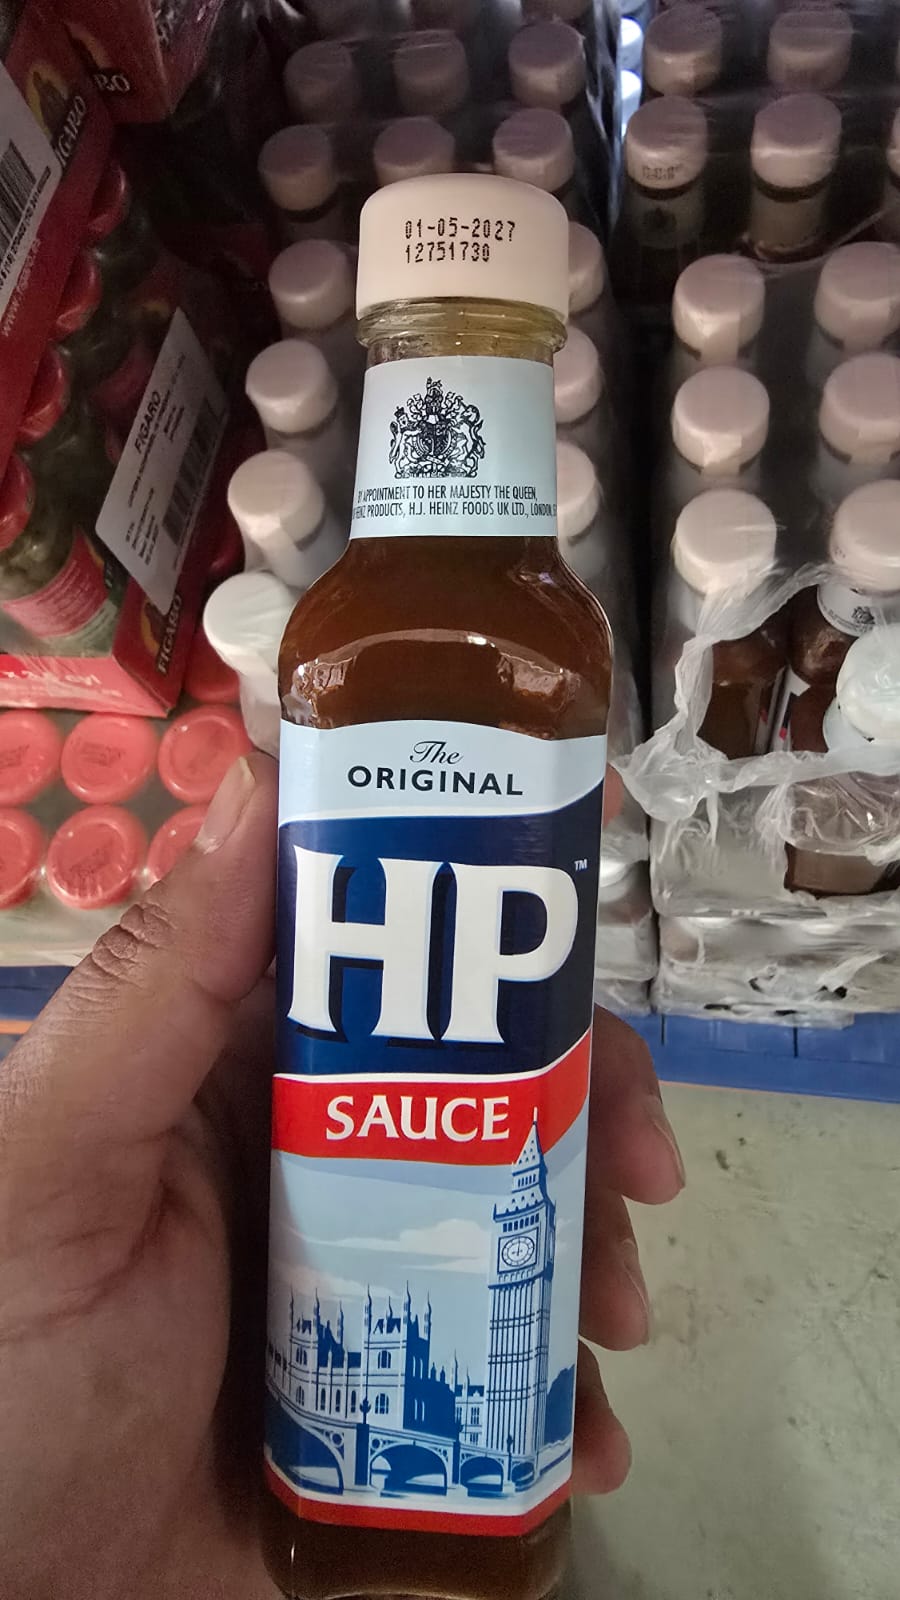 01-05-2027
12751730
BY APPOINTMENT TO HER MAJESTY THE QUEEN,
HEINZ PRODUCTS, H.J. HEINZ FOODS UK LTD., LONDON,
The
ORIGINAL
HP™
SAUCE
FIGARO
FIGARO